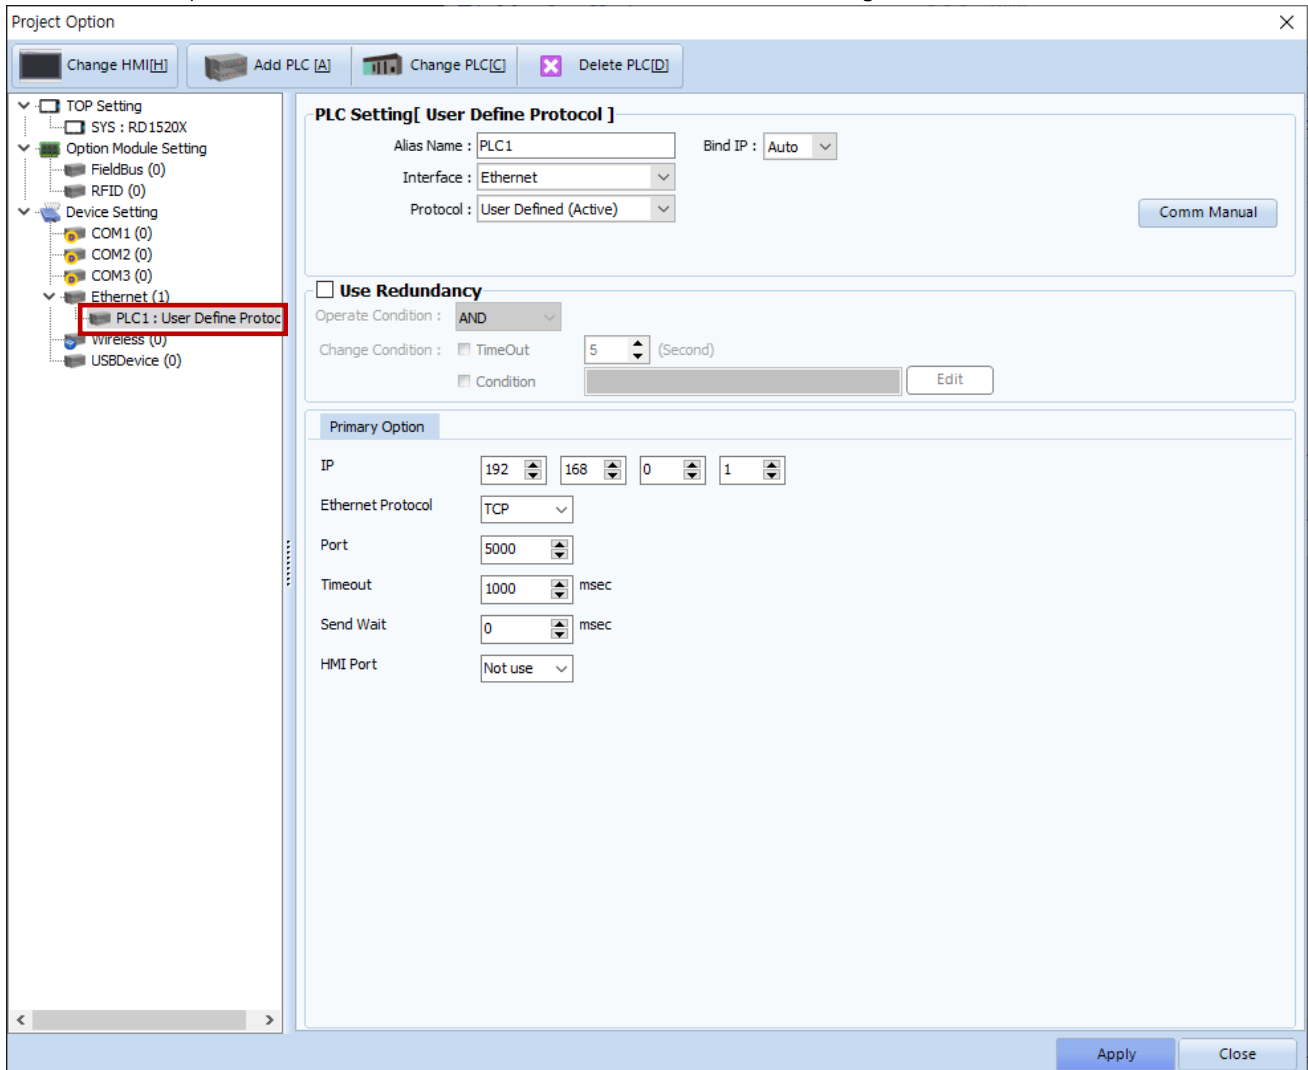 Project Option
Change HMI[H]
Add PLC [A]
Change PLC[C]
Delete PLC[D]
TOP Setting
SYS : RD1520X
Option Module Setting
FieldBus (0)
RFID (0)
Device Setting
COM1 (0)
COM2 (0)
COM3 (0)
Ethernet (1)
PLC1 : User Define Protoc
Wireless (0)
USBDevice (0)
PLC Setting[ User Define Protocol ]
Alias Name : PLC1
Bind IP : Auto
Interface : Ethernet
Protocol : User Defined (Active)
Comm Manual
Use Redundancy
Operate Condition : AND
Change Condition : TimeOut 5 (Second)
Condition Edit
Primary Option
IP 192 168 0 1
Ethernet Protocol TCP
Port 5000
Timeout 1000 msec
Send Wait 0 msec
HMI Port Not use
Apply
Close